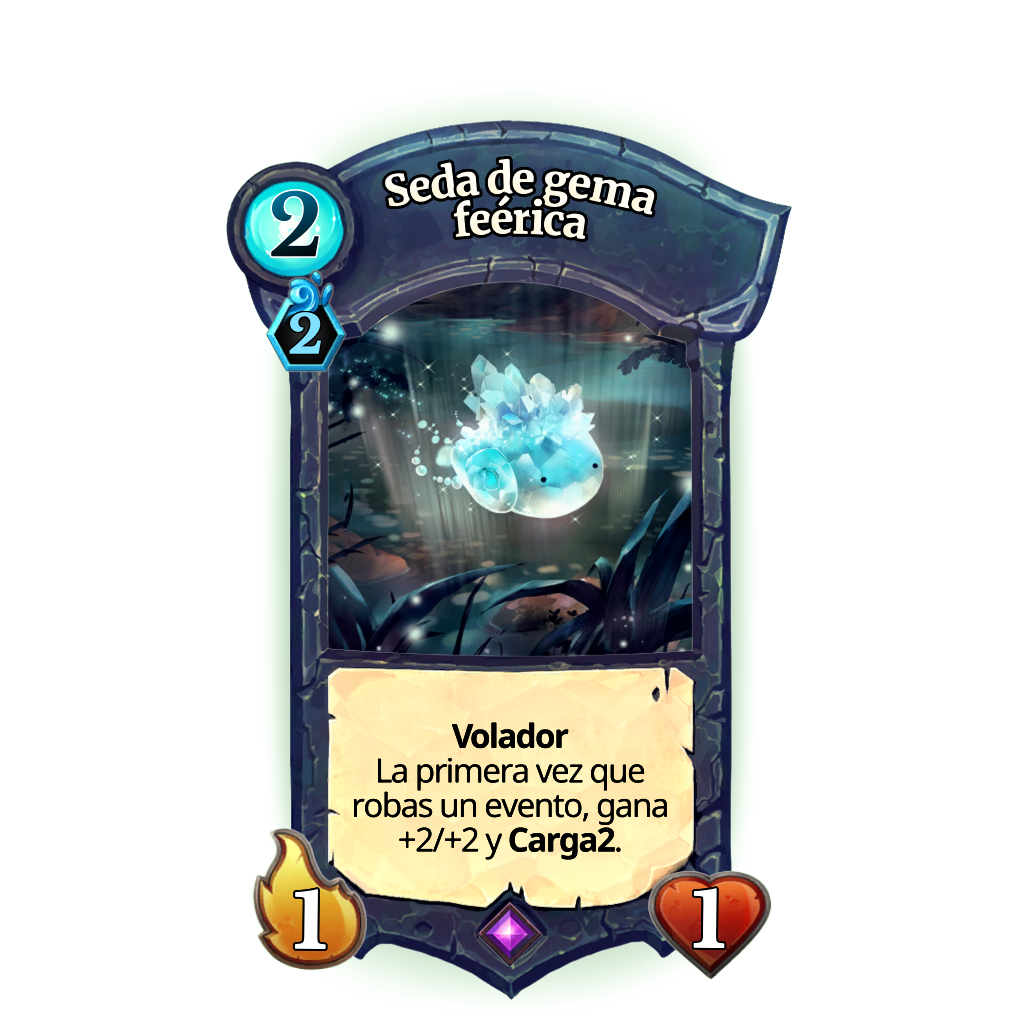 Seda de gema
feérica
2
2
Volador
La primera vez que
robas un evento, gana
+2/+2 y Carga2.
1
1